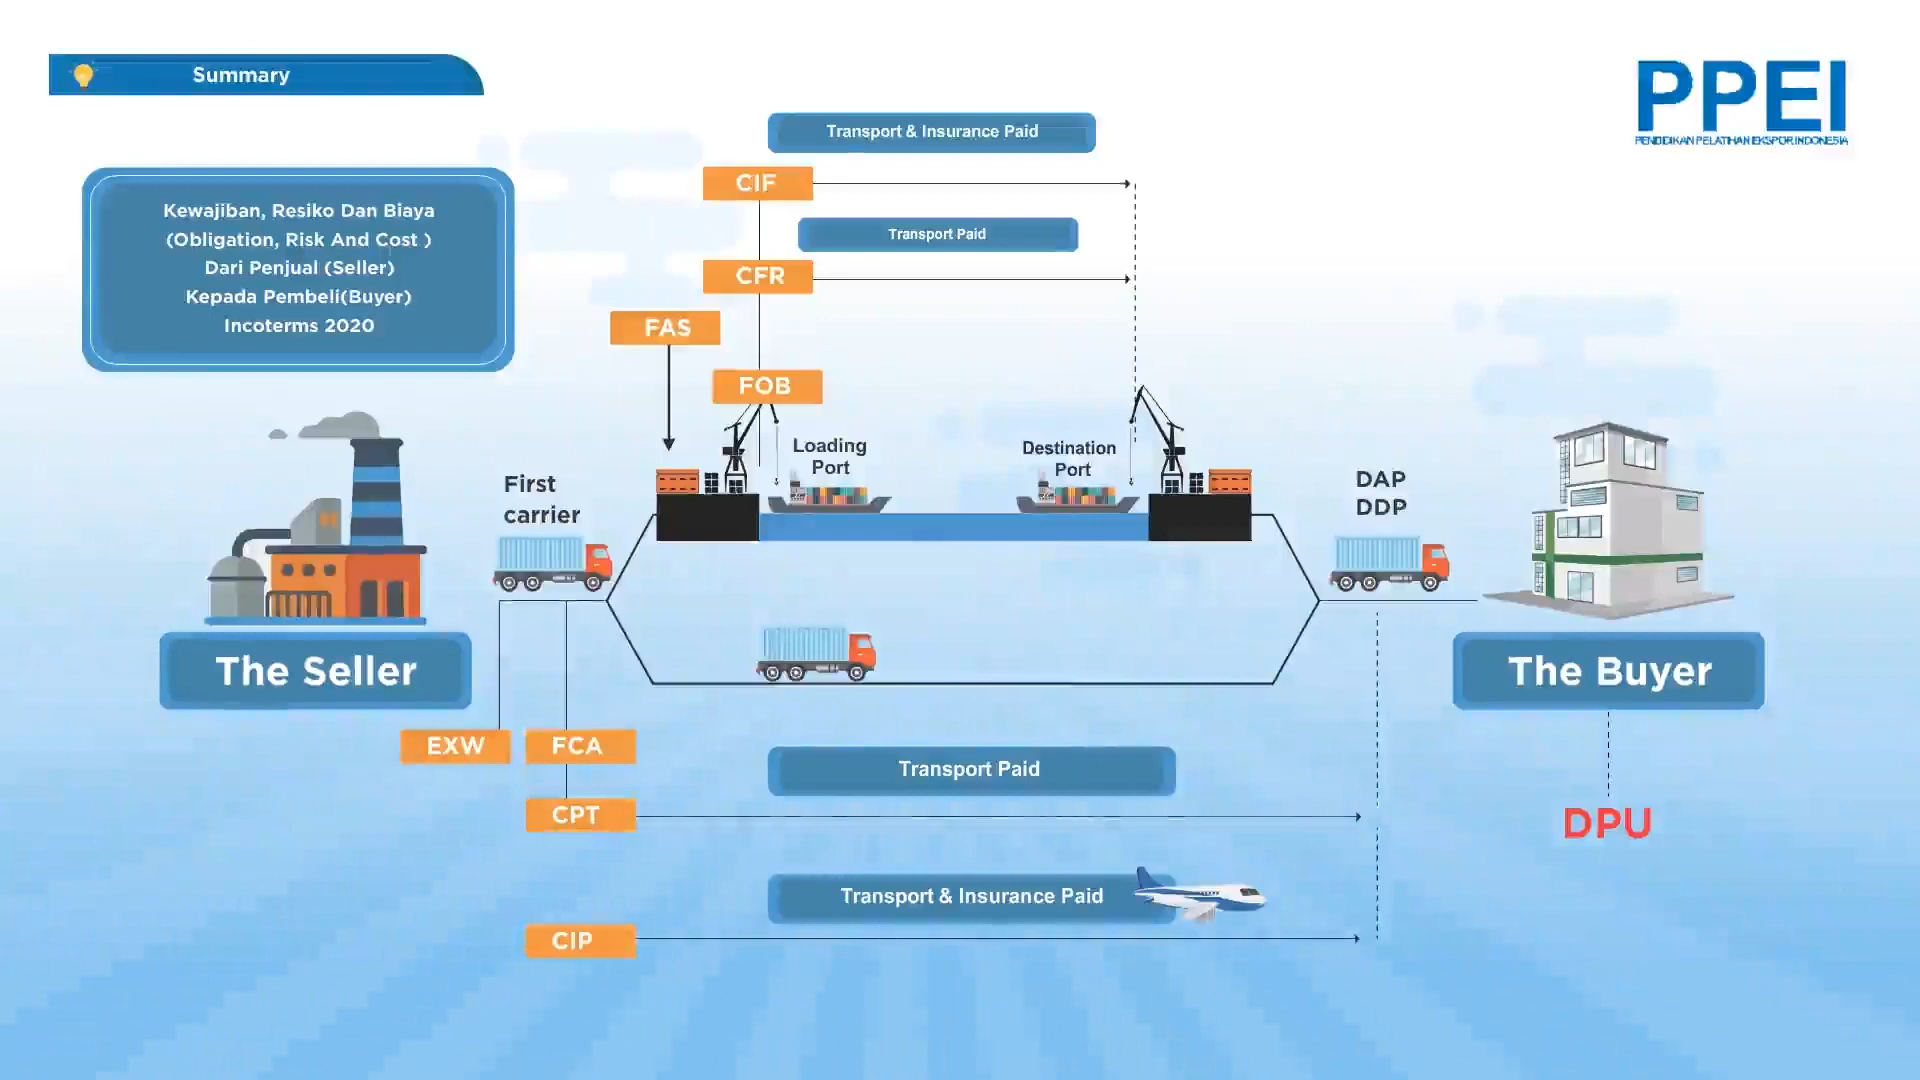 Summary
PPEI
PENDIDIKAN PELATIHAN EKSPOR INDONESIA
Transport & Insurance Paid
CIF
Kewajiban, Resiko Dan Biaya
(Obligation, Risk And Cost )
Dari Penjual (Seller)
Kepada Pembeli(Buyer)
Incoterms 2020
Transport Paid
CFR
FAS
FOB
Loading
Port
Destination
Port
First
carrier
DAP
DDP
The Seller
The Buyer
EXW
FCA
Transport Paid
CPT
DPU
Transport & Insurance Paid
CIP